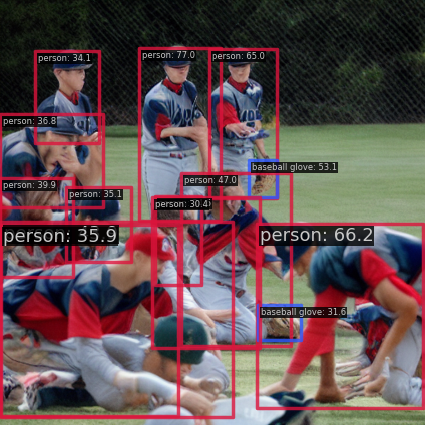 person: 77.0
person: 65.0
person: 34.1
person: 36.8
baseball glove: 53.1
person: 47.0
person: 39.9
person: 35.1
person: 30.4
person: 35.9
person: 66.2
baseball glove: 31.6